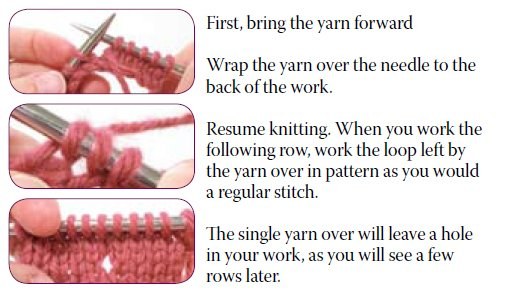 First, bring the yarn forward
Wrap the yarn over the needle to the
back of the work.
Resume knitting. When you work the
following row, work the loop left by
the yarn over in pattern as you would
a regular stitch.
The single yarn over will leave a hole
in your work, as you will see a few
rows later.